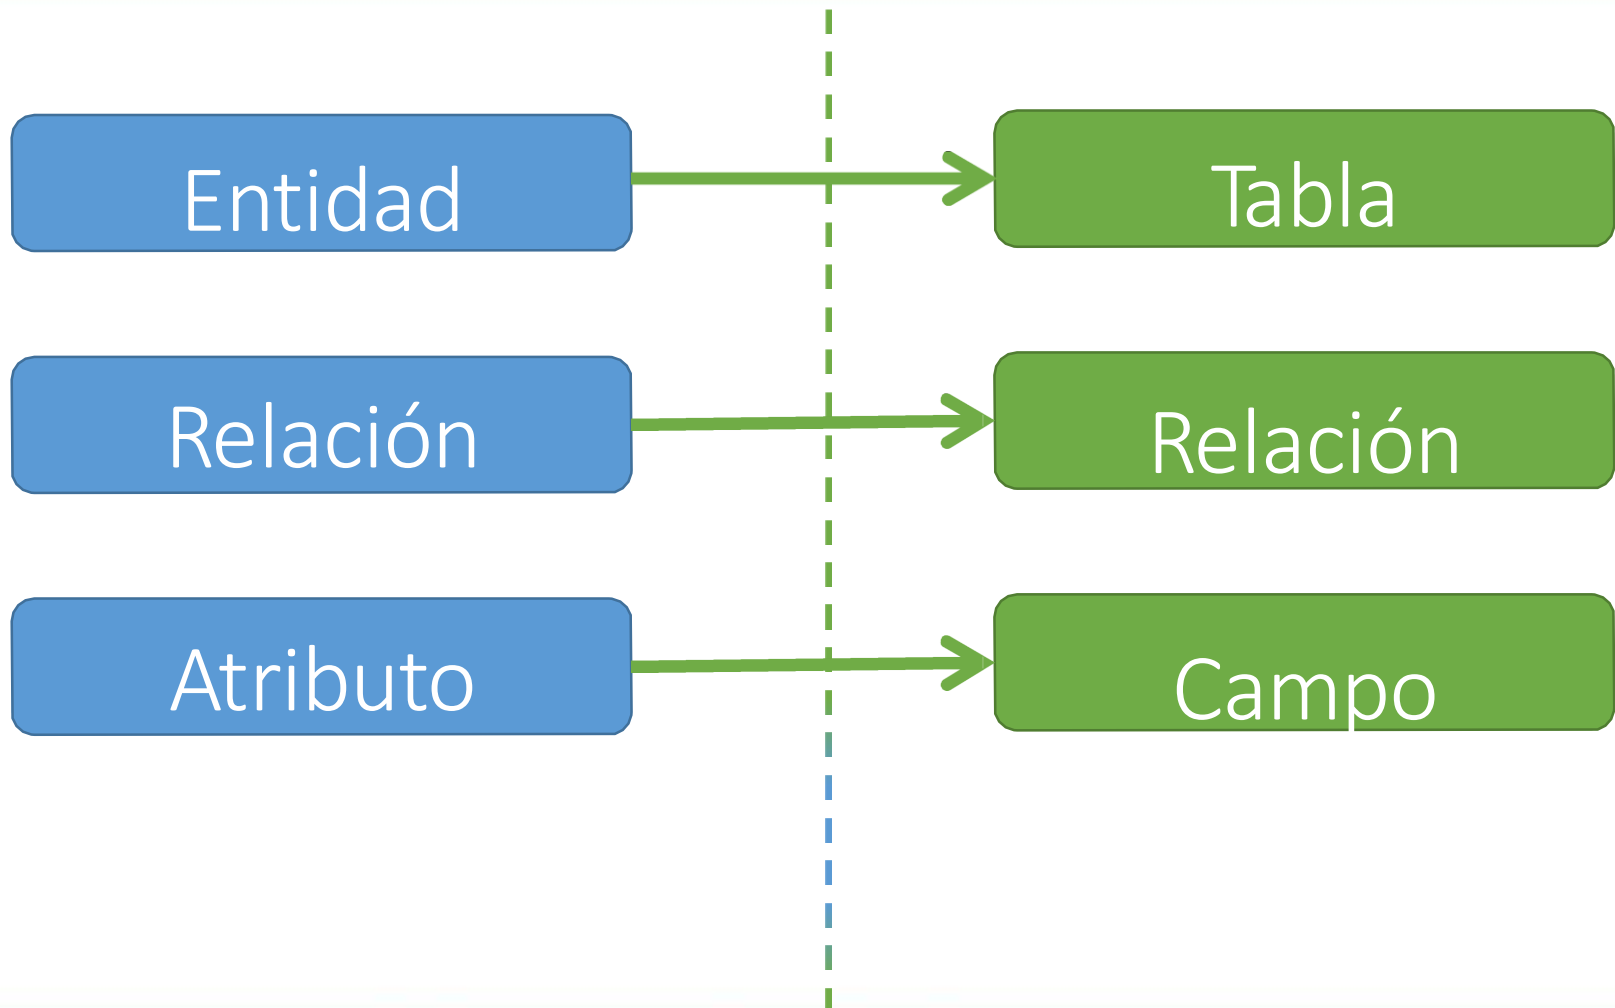 Entidad
Tabla
Relación
Relación
Atributo
Campo